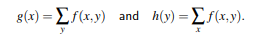 g(x) = ∑_y f(x,y) and h(y) = ∑_x f(x,y).